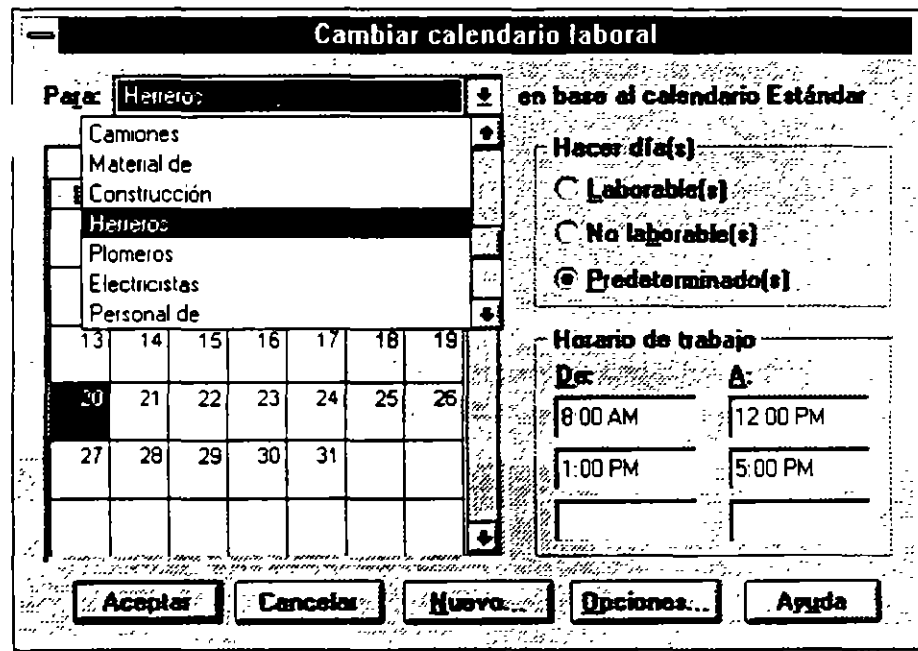 Cambiar calendario laboral
Para: Herreros en base al calendario Estándar
Camiones
Material de
Construcción
Herreros
Plomeros
Electricistas
Personal de
Hacer día(s)
Laborable(s)
No laborable(s)
Predeterminado(s)
13 14 15 16 17 18 19
20 21 22 23 24 25 26
27 28 29 30 31
Horario de trabajo
De: A:
8:00 AM 12:00 PM
1:00 PM 5:00 PM
Aceptar Cancelar Nuevo... Opciones... Ayuda